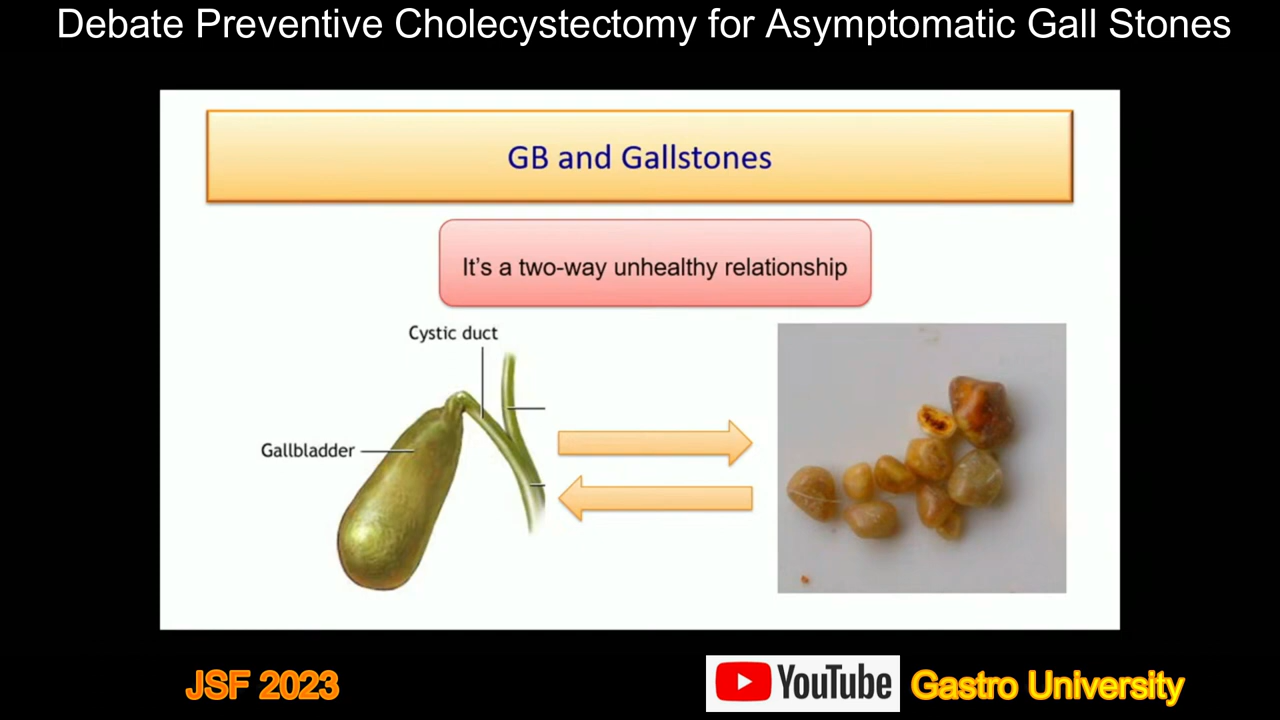 Debate Preventive Cholecystectomy for Asymptomatic Gall Stones
GB and Gallstones
It's a two-way unhealthy relationship
Cystic duct
Gallbladder
JSF 2023
YouTube
Gastro University